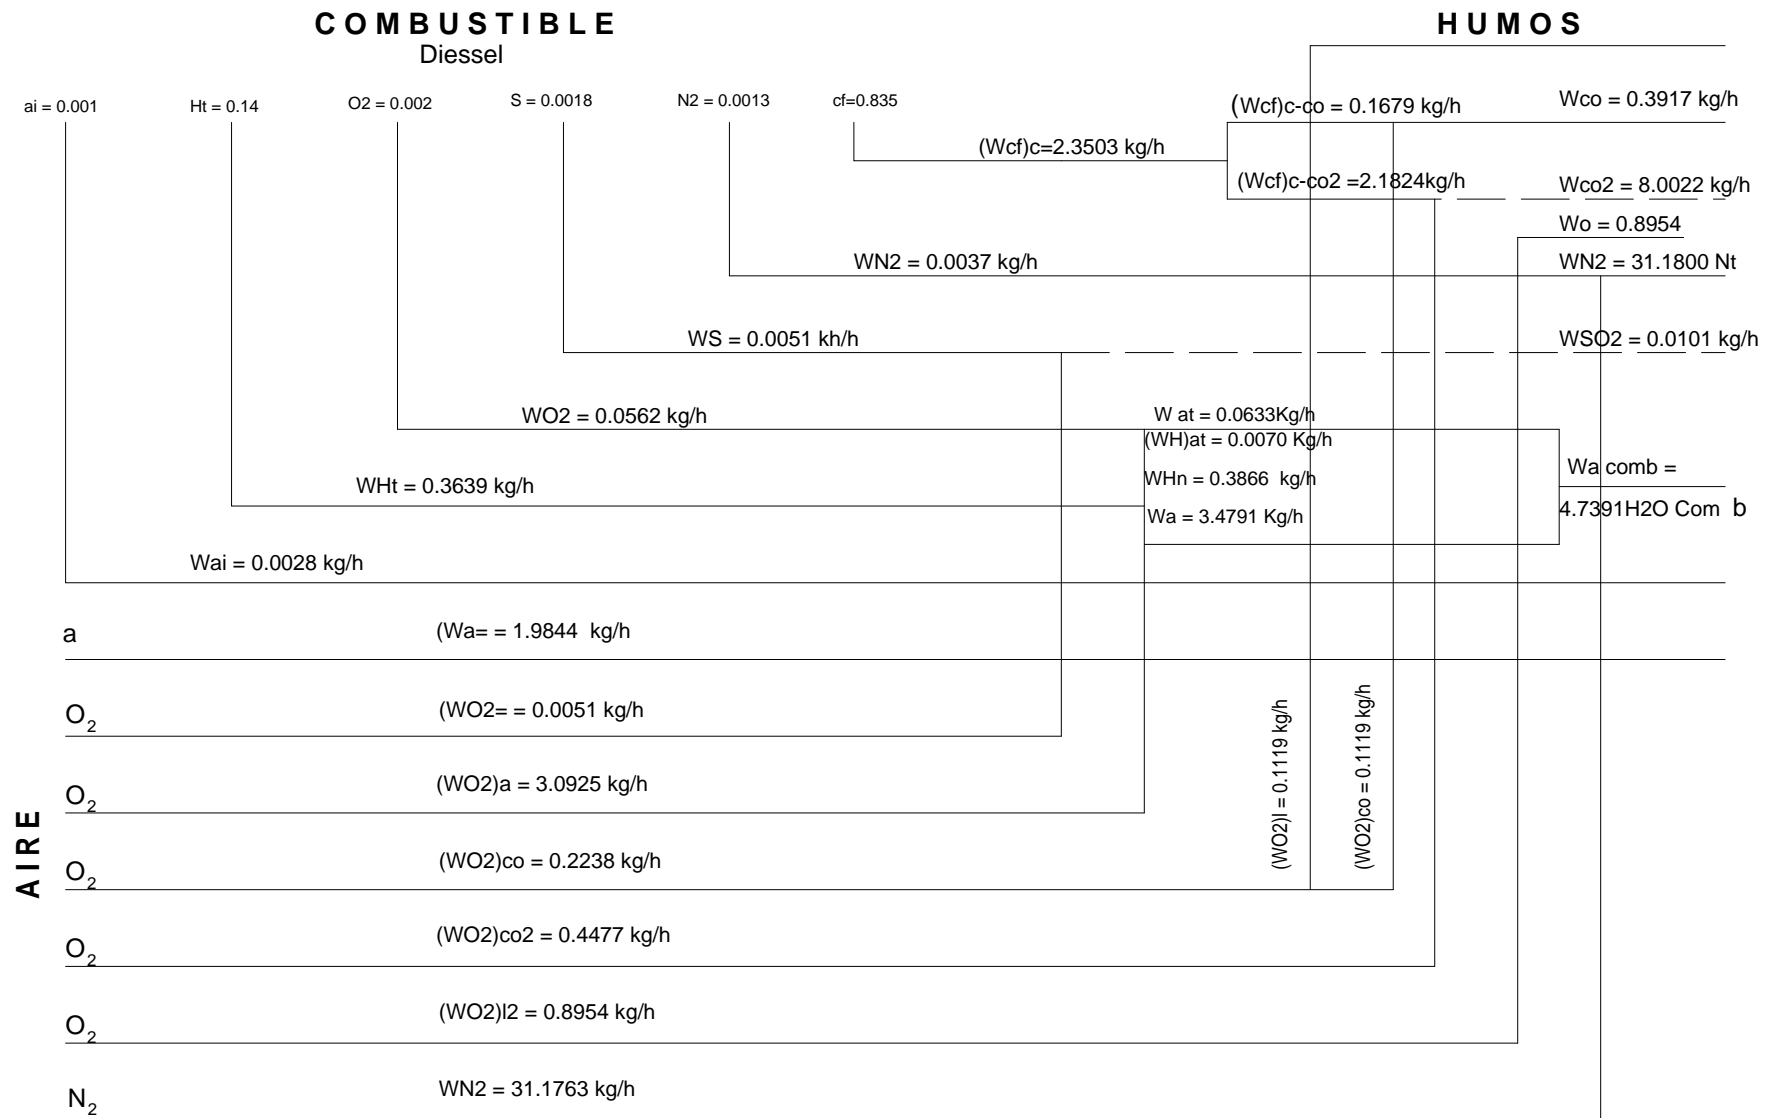 COMBUSTIBLE
HUMOS
Diessel
ai = 0.001
Ht = 0.14
O2 = 0.002
S = 0.0018
N2 = 0.0013
cf=0.835
(Wcf)c-co = 0.1679 kg/h
Wco = 0.3917 kg/h
(Wcf)c=2.3503 kg/h
(Wcf)c-co2 =2.1824kg/h
Wco2 = 8.0022 kg/h
Wo = 0.8954
WN2 = 0.0037 kg/h
WN2 = 31.1800 Nt
WS = 0.0051 kh/h
WSO2 = 0.0101 kg/h
WO2 = 0.0562 kg/h
W at = 0.0633Kg/h
(WH)at = 0.0070 Kg/h
WHt = 0.3639 kg/h
WHn = 0.3866 kg/h
Wa comb =
Wa = 3.4791 Kg/h
4.7391H2O Com b
Wai = 0.0028 kg/h
a
(Wa= = 1.9844 kg/h
O2
(WO2= = 0.0051 kg/h
(WO2)l = 0.1119 kg/h
(WO2)co = 0.1119 kg/h
AIRE
O2
(WO2)a = 3.0925 kg/h
O2
(WO2)co = 0.2238 kg/h
O2
(WO2)co2 = 0.4477 kg/h
O2
(WO2)l2 = 0.8954 kg/h
N2
WN2 = 31.1763 kg/h